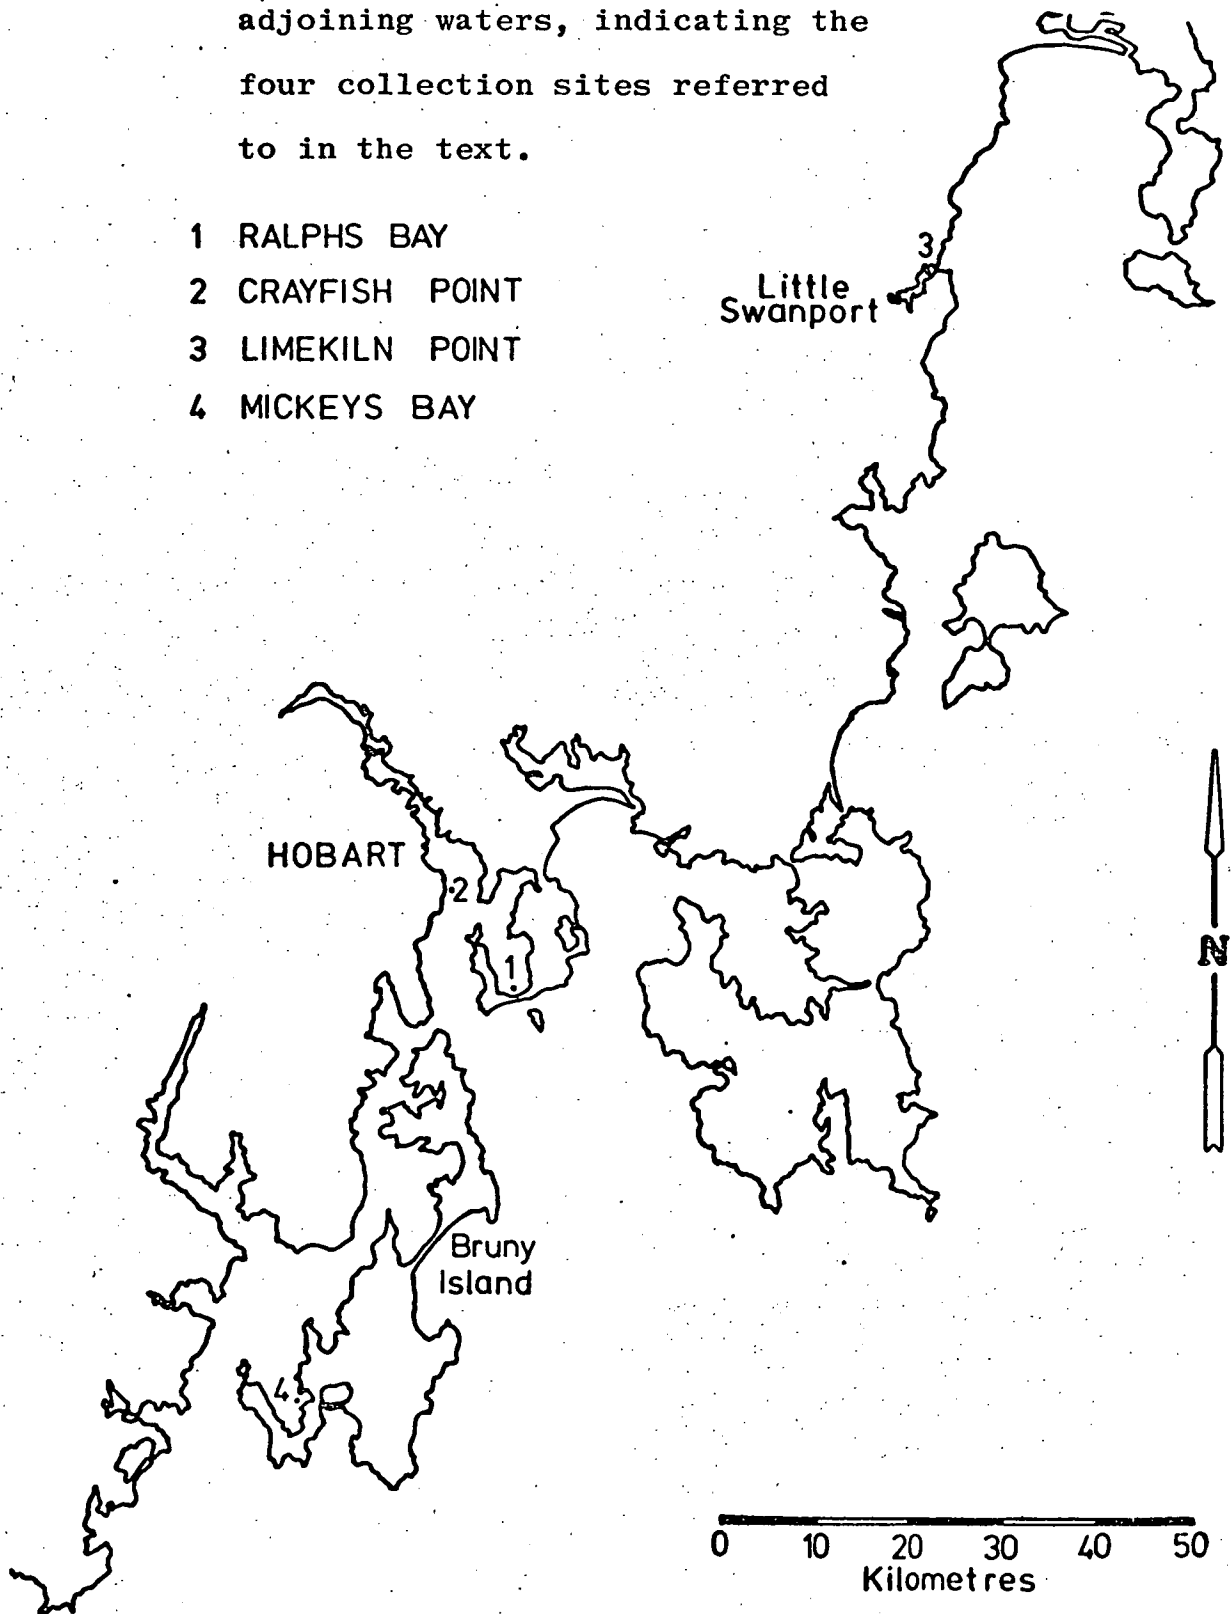 adjoining waters, indicating the
four collection sites referred
to in the text.
1 RALPHS BAY
2 CRAYFISH POINT
3 LIMEKILN POINT
4 MICKEYS BAY
3
Little
Swanport
HOBART
2
1
N
Bruny
Island
4
0 10 20 30 40 50
Kilometres